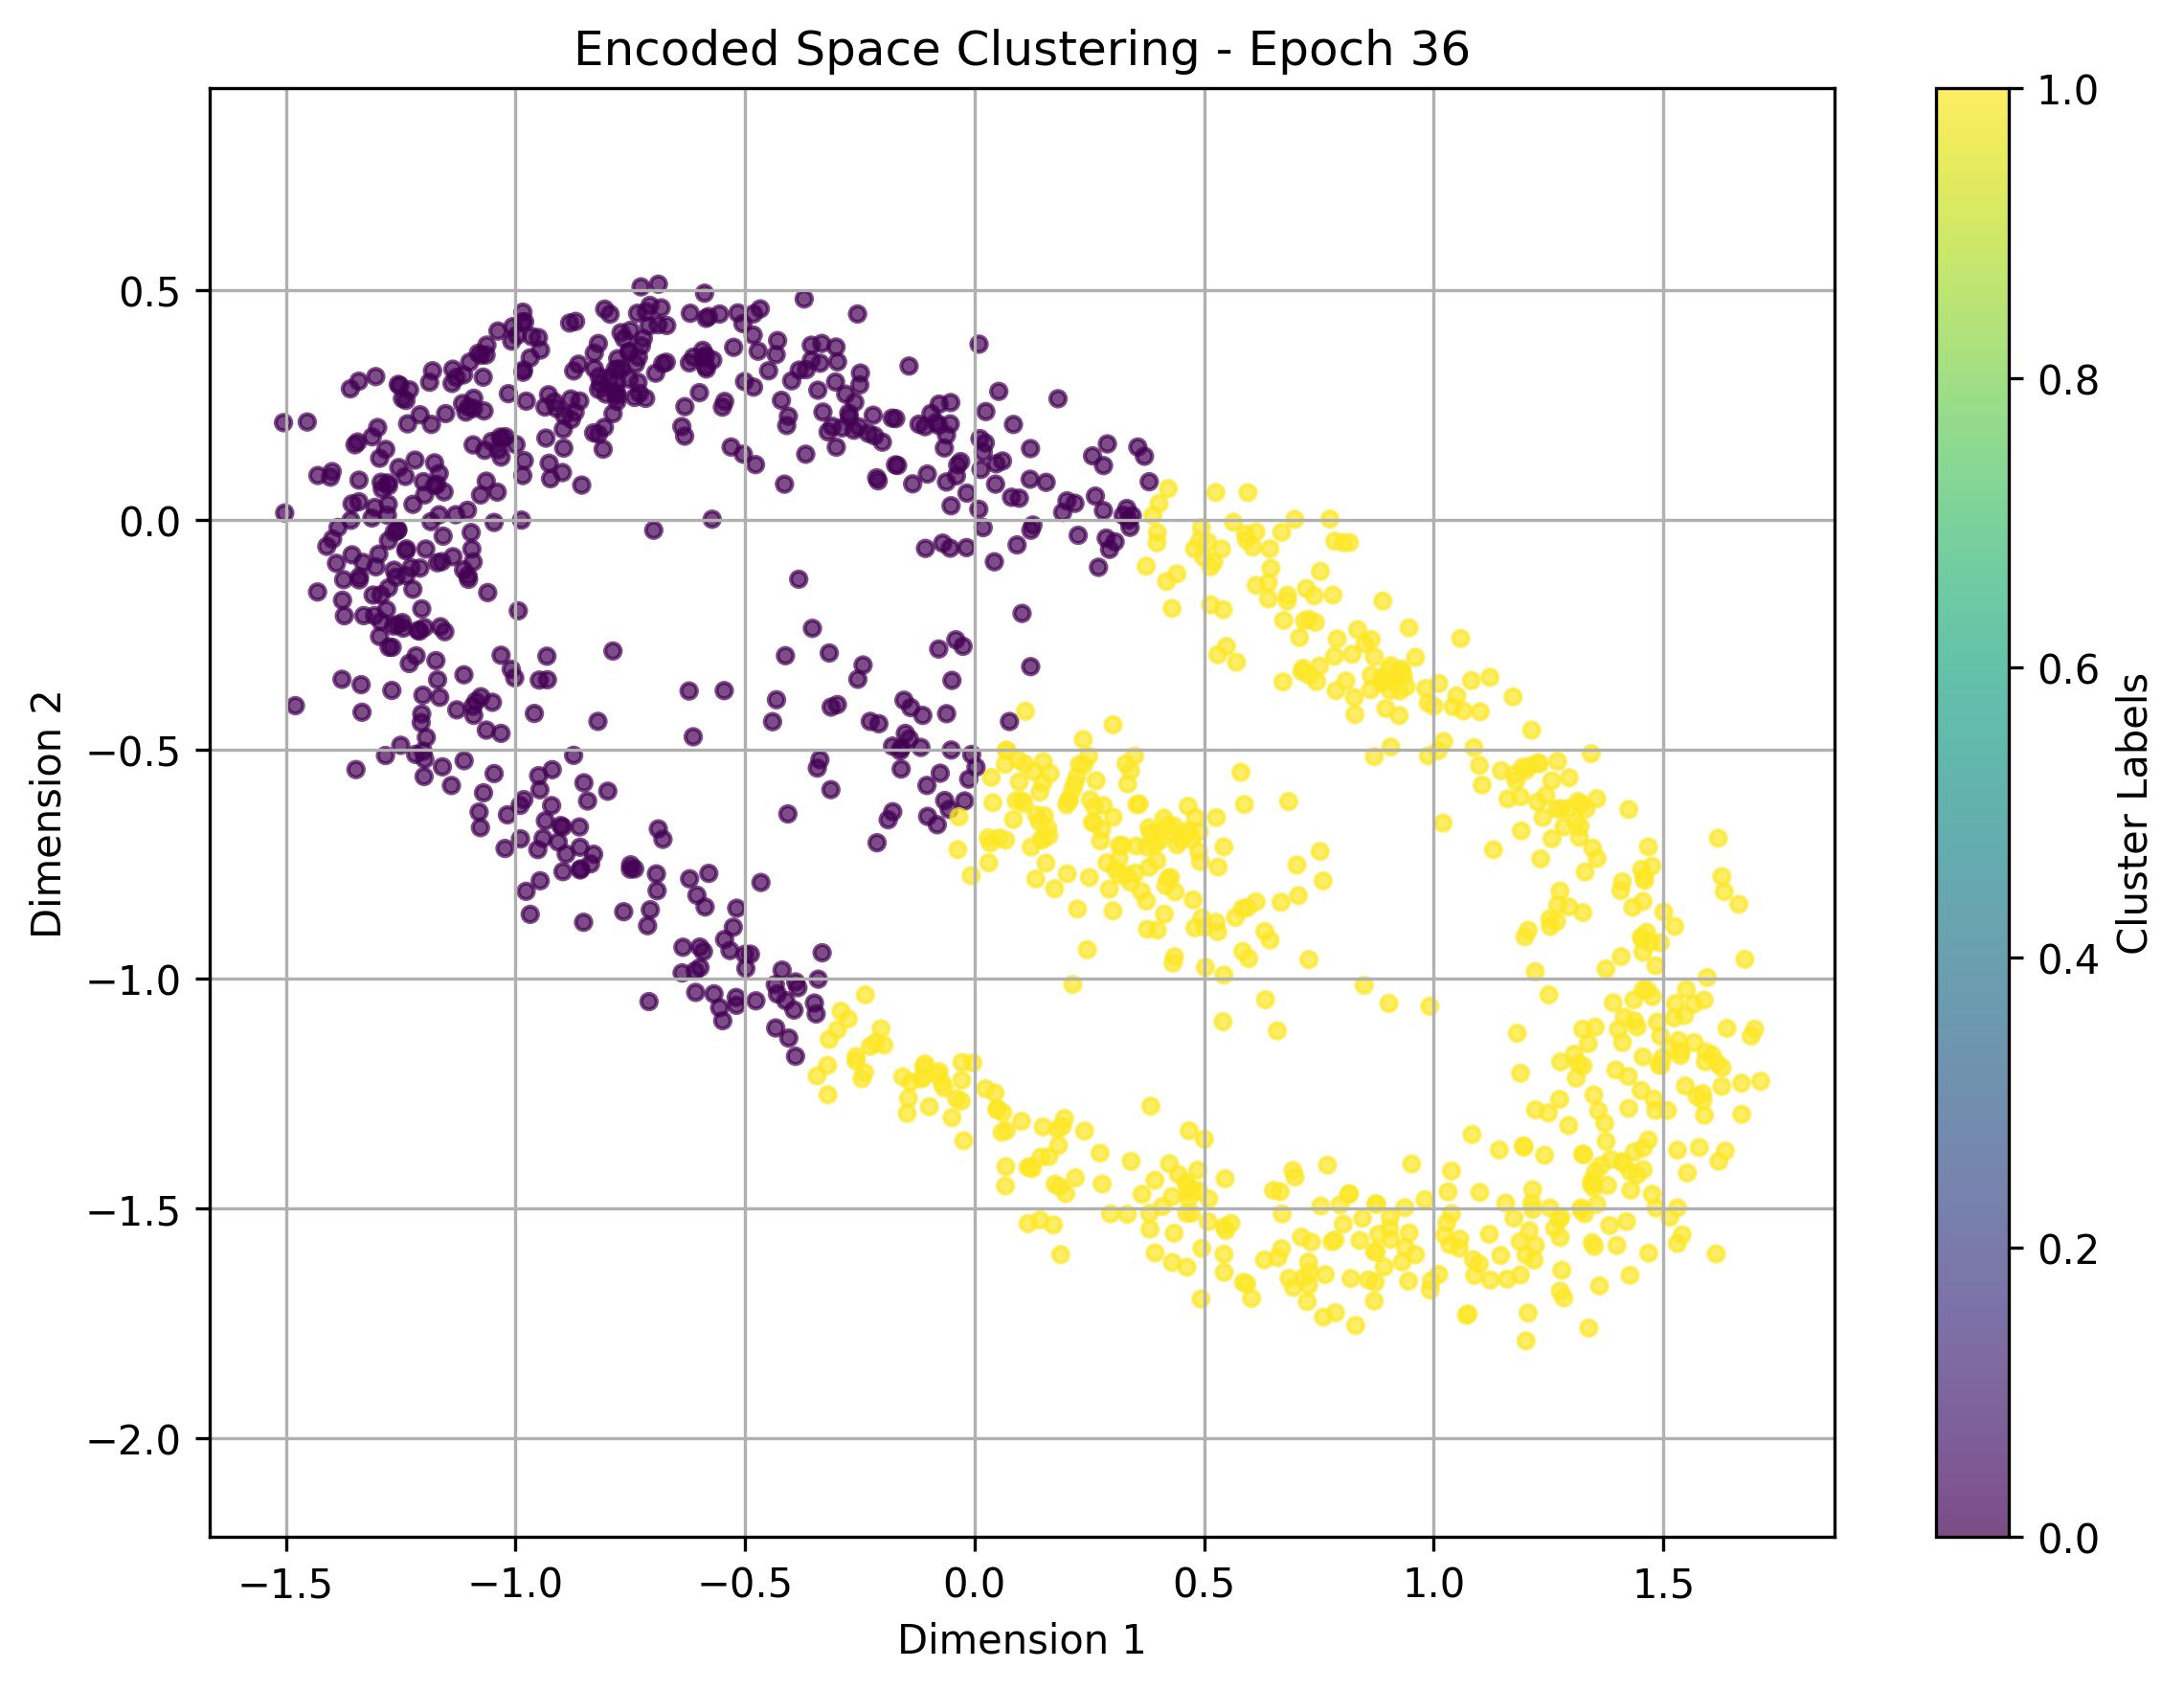 Encoded Space Clustering - Epoch 36
Dimension 2
0.5
0.0
−0.5
−1.0
−1.5
−2.0
−1.5 −1.0 −0.5 0.0 0.5 1.0 1.5
Dimension 1
1.0
0.8
0.6
0.4
0.2
0.0
Cluster Labels